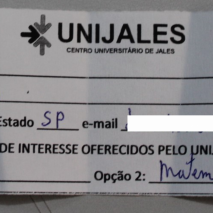 UNIJALES
CENTRO UNIVERSITÁRIO DE JALES
Estado SP e-mail
DE INTERESSE OFERECIDOS PELO UNI
Opção 2: Matem